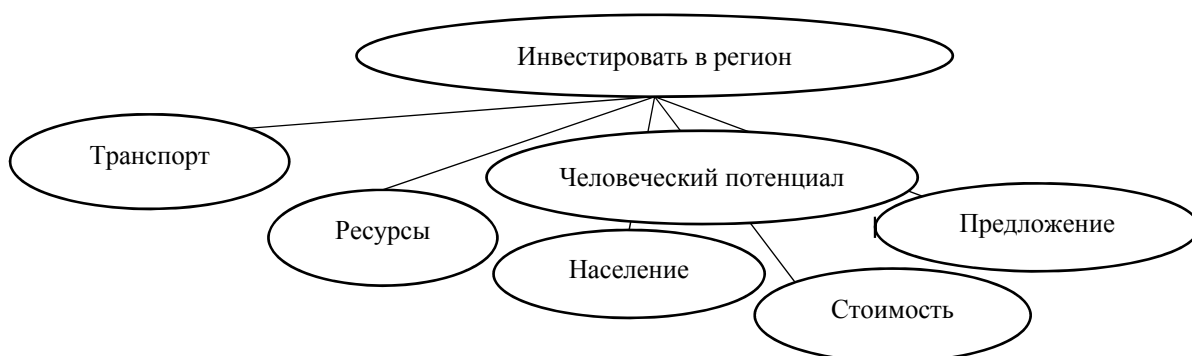 Инвестировать в регион
Транспорт
Человеческий потенциал
Ресурсы
Предложение
Население
Стоимость